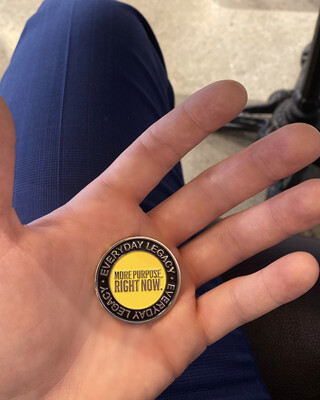 EVERYDAY LEGACY • EVERYDAY LEGACY •
MORE PURPOSE.
RIGHT NOW.